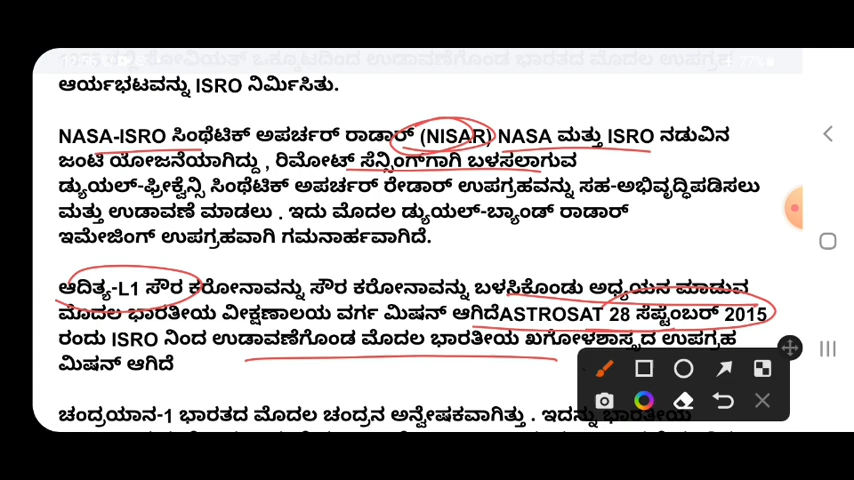 ಆರ್ಯಭಟವನ್ನು ISRO ನಿರ್ಮಿಸಿತು.
NASA-ISRO ಸಿಂಥೆಟಿಕ್ ಅಪರ್ಚರ್ ರಾಡಾರ್ (NISAR) NASA ಮತ್ತು ISRO ನಡುವಿನ
ಜಂಟಿ ಯೋಜನೆಯಾಗಿದ್ದು , ರಿಮೋಟ್ ಸೆನ್ಸಿಂಗ್‌ಗಾಗಿ ಬಳಸಲಾಗುವ
ಡ್ಯುಯಲ್-ಫ್ರೀಕ್ವೆನ್ಸಿ ಸಿಂಥೆಟಿಕ್ ಅಪರ್ಚರ್ ರೇಡಾರ್ ಉಪಗ್ರಹವನ್ನು ಸಹ-ಅಭಿವೃದ್ಧಿಪಡಿಸಲು
ಮತ್ತು ಉಡಾವಣೆ ಮಾಡಲು . ಇದು ಮೊದಲ ಡ್ಯುಯಲ್-ಬ್ಯಾಂಡ್ ರಾಡಾರ್
ಇಮೇಜಿಂಗ್ ಉಪಗ್ರಹವಾಗಿ ಗಮನಾರ್ಹವಾಗಿದೆ.
ಆದಿತ್ಯ-L1 ಸೌರ ಕರೋನಾವನ್ನು ಸೌರ ಕರೋನಾವನ್ನು ಬಳಸಿಕೊಂಡು ಅಧ್ಯಯನ ಮಾಡುವ
ಮೊದಲ ಭಾರತೀಯ ವೀಕ್ಷಣಾಲಯ ವರ್ಗ ಮಿಷನ್ ಆಗಿದೆASTROSAT 28 ಸೆಪ್ಟೆಂಬರ್ 2015
ರಂದು ISRO ನಿಂದ ಉಡಾವಣೆಗೊಂಡ ಮೊದಲ ಭಾರತೀಯ ಖಗೋಳಶಾಸ್ತ್ರದ ಉಪಗ್ರಹ
ಮಿಷನ್ ಆಗಿದೆ
ಚಂದ್ರಯಾನ-1 ಭಾರತದ ಮೊದಲ ಚಂದ್ರನ ಅನ್ವೇಷಕವಾಗಿತ್ತು . ಇದನ್ನು ಭಾರತೀಯ